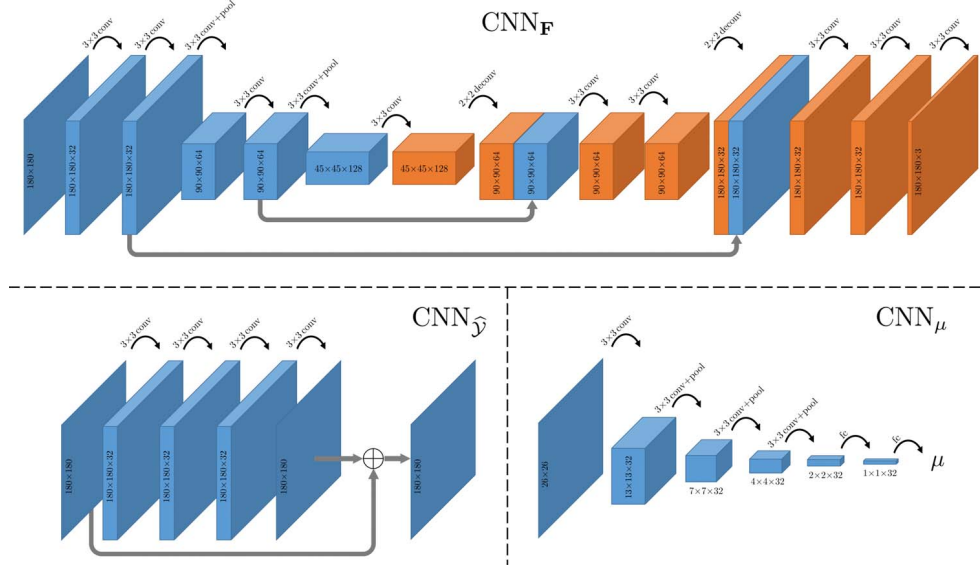 CNN_F
3×3 conv
3×3 conv
3×3 conv+pool
3×3 conv
3×3 conv+pool
3×3 conv
2×2 deconv
3×3 conv
3×3 conv
2×2 deconv
3×3 conv
3×3 conv
3×3 conv
180×180
180×180×32
180×180×32
90×90×64
90×90×64
45×45×128
45×45×128
90×90×64
90×90×64
90×90×64
90×90×64
180×180×32
180×180×32
180×180×32
180×180×32
180×180×3
CNN_ŷ
3×3 conv
3×3 conv
3×3 conv
3×3 conv
180×180
180×180×32
180×180×32
180×180×32
180×180
180×180
CNN_μ
3×3 conv
3×3 conv+pool
3×3 conv+pool
3×3 conv+pool
fc
fc
26×26
13×13×32
7×7×32
4×4×32
2×2×32
1×1×32
μ